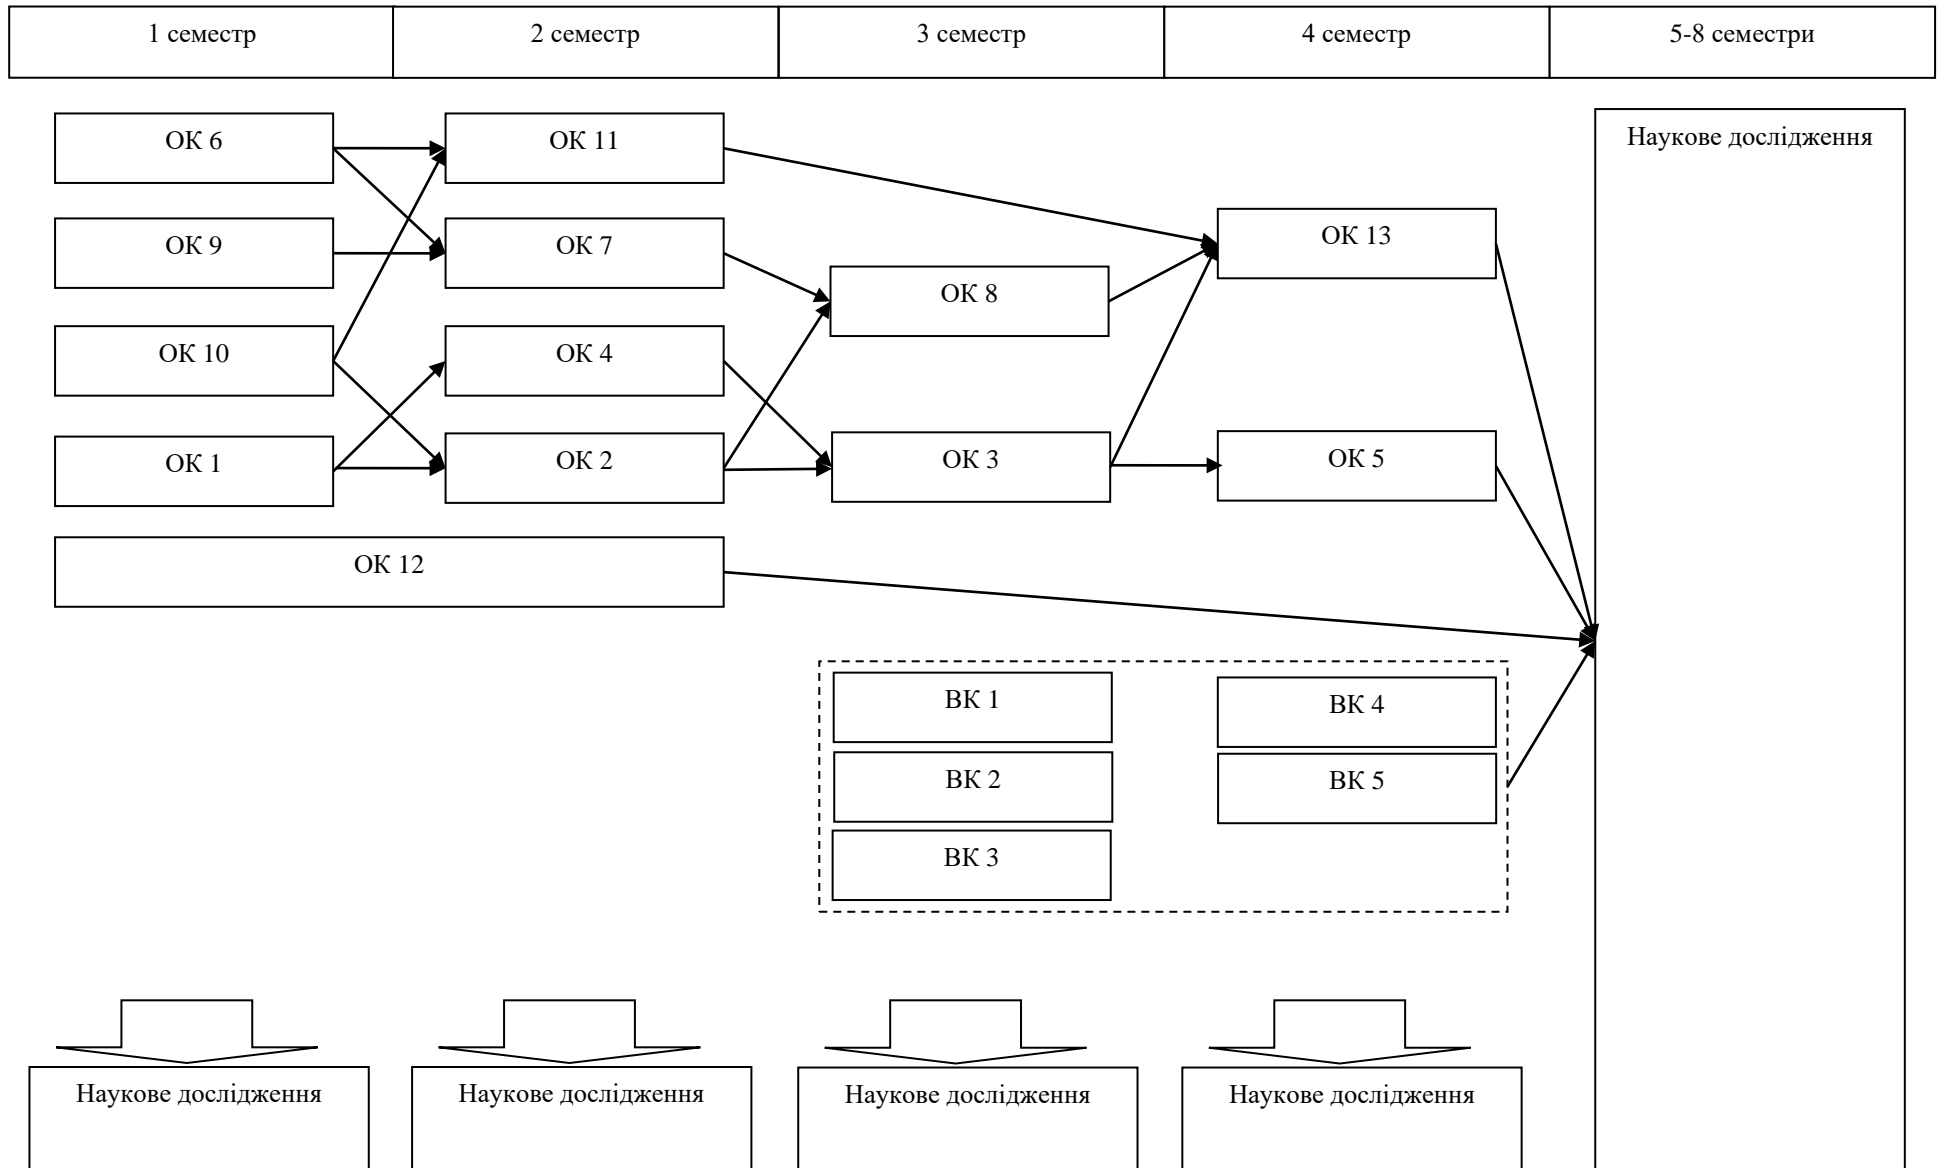 1 семестр
2 семестр
3 семестр
4 семестр
5-8 семестри
ОК 6
ОК 11
Наукове дослідження
ОК 13
ОК 9
ОК 7
ОК 8
ОК 10
ОК 4
ОК 1
ОК 2
ОК 3
ОК 5
ОК 12
ВК 1
ВК 4
ВК 2
ВК 5
ВК 3
Наукове дослідження
Наукове дослідження
Наукове дослідження
Наукове дослідження